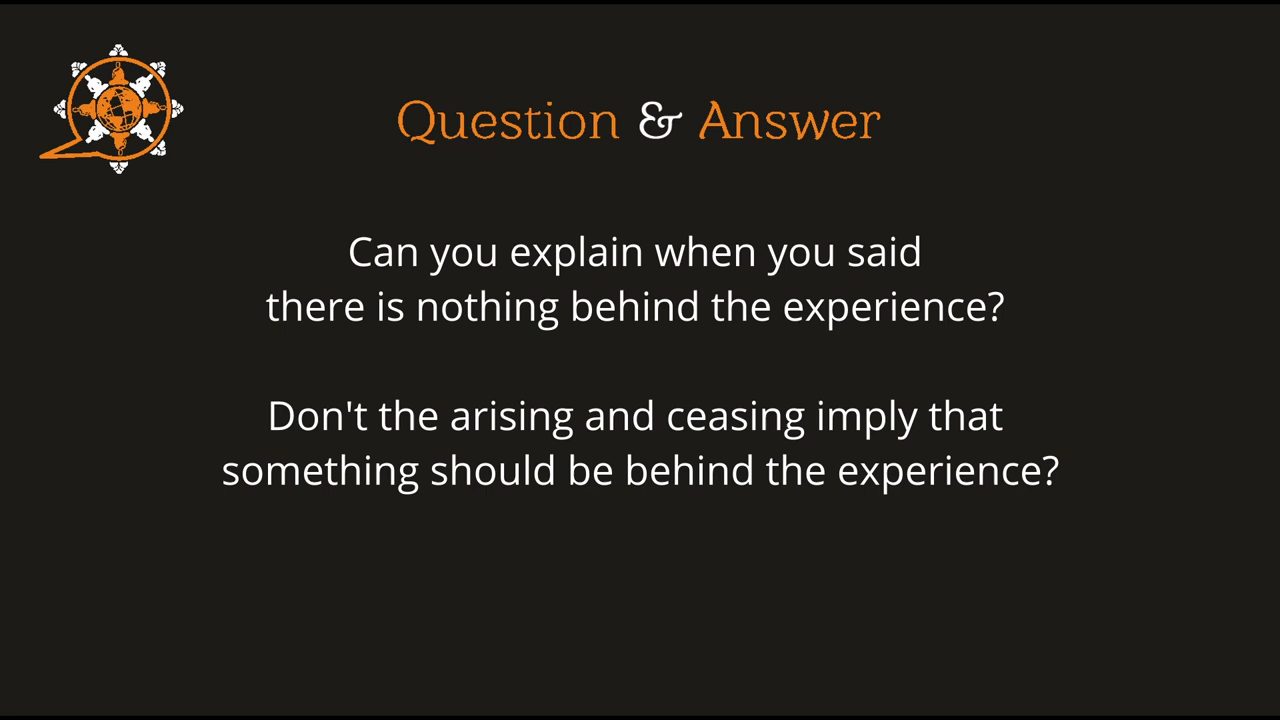 Question & Answer
Can you explain when you said
there is nothing behind the experience?
Don't the arising and ceasing imply that
something should be behind the experience?